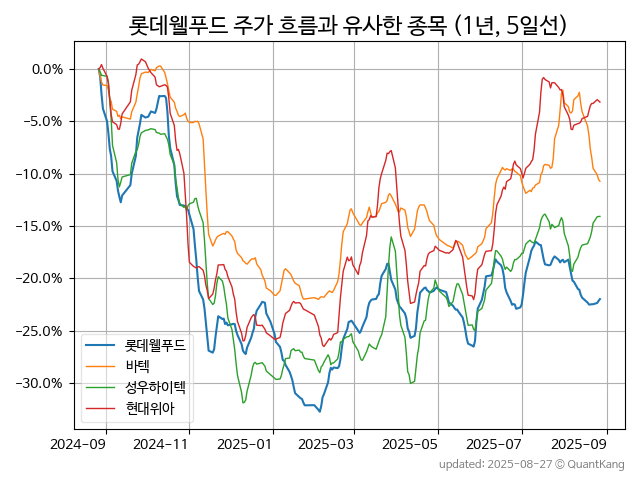 롯데웰푸드 주가 흐름과 유사한 종목 (1년, 5일선)
0.0%
−5.0%
−10.0%
−15.0%
−20.0%
−25.0%
−30.0%
롯데웰푸드
바텍
성우하이텍
현대위아
2024-09 2024-11 2025-01 2025-03 2025-05 2025-07 2025-09
updated: 2025-08-27 © QuantKang